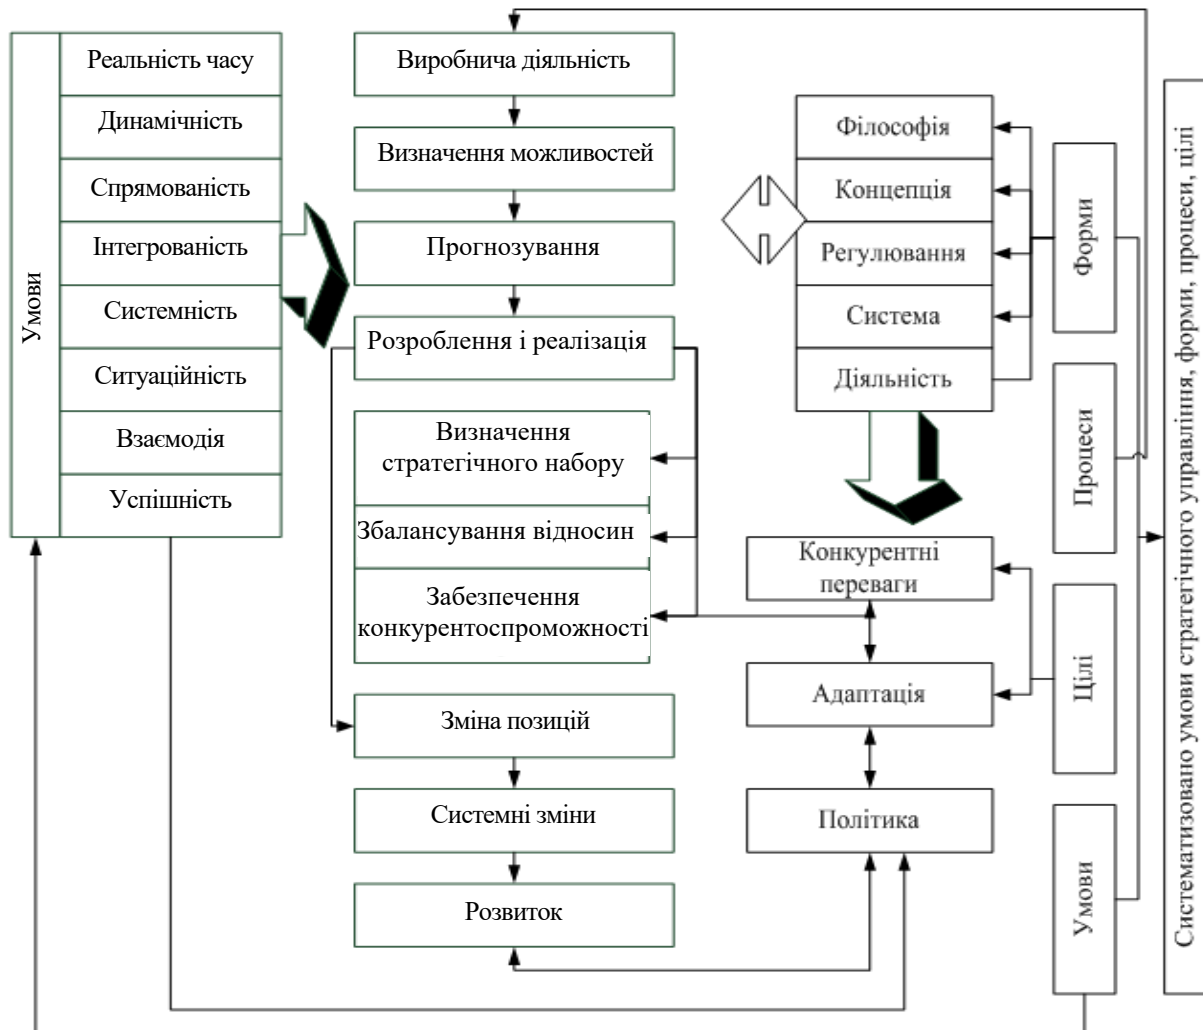 Умови
Реальність часу
Динамічність
Спрямованість
Інтегрованість
Системність
Ситуаційність
Взаємодія
Успішність
Виробнича діяльність
Визначення можливостей
Прогнозування
Розроблення і реалізація
Визначення
стратегічного набору
Збалансування відносин
Забезпечення
конкурентоспроможності
Зміна позицій
Системні зміни
Розвиток
Філософія
Концепція
Регулювання
Система
Діяльність
Конкурентні
переваги
Адаптація
Політика
Форми
Процеси
Цілі
Умови
Систематизовано умови стратегічного управління, форми, процеси, цілі